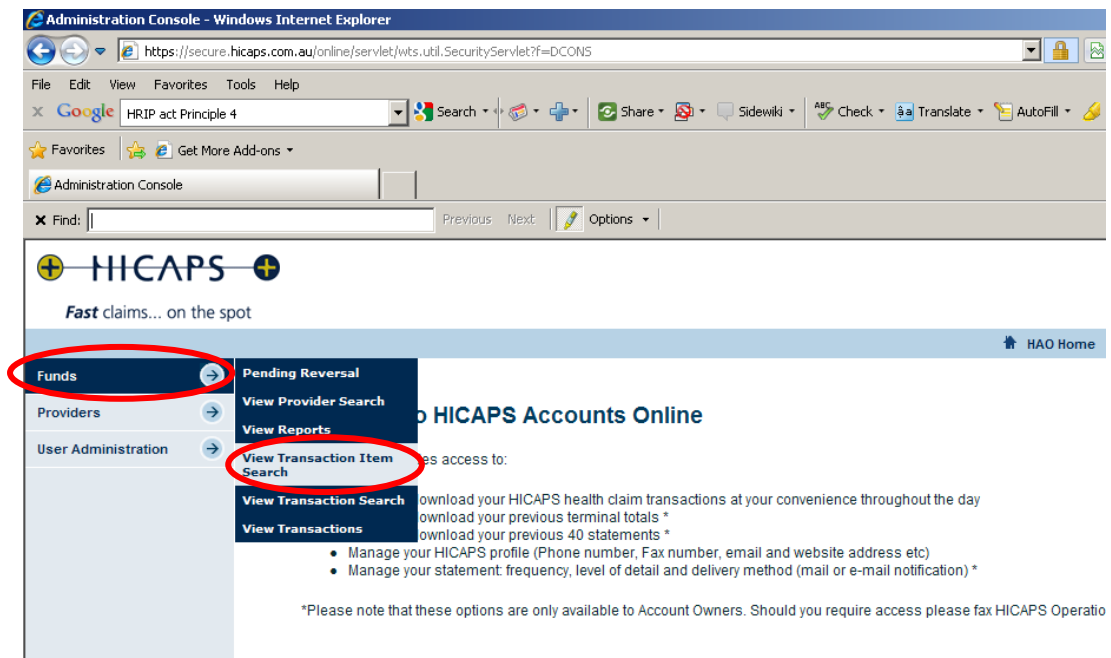 Administration Console - Windows Internet Explorer
https://secure.hicaps.com.au/online/servlet/wts.util.SecurityServlet?f=DCONS
File Edit View Favorites Tools Help
x Google HRIP act Principle 4 Search Share Sidewiki ABC Check āa Translate AutoFill
Favorites Get More Add-ons
Administration Console
x Find: Previous Next Options
HICAPS
Fast claims... on the spot
HAO Home
Funds
Providers
User Administration
Pending Reversal
View Provider Search
View Reports
View Transaction Item
Search
View Transaction Search
View Transactions
o HICAPS Accounts Online
es access to:
ownload your HICAPS health claim transactions at your convenience throughout the day
ownload your previous terminal totals *
ownload your previous 40 statements *
• Manage your HICAPS profile (Phone number, Fax number, email and website address etc)
• Manage your statement: frequency, level of detail and delivery method (mail or e-mail notification) *
*Please note that these options are only available to Account Owners. Should you require access please fax HICAPS Operatio